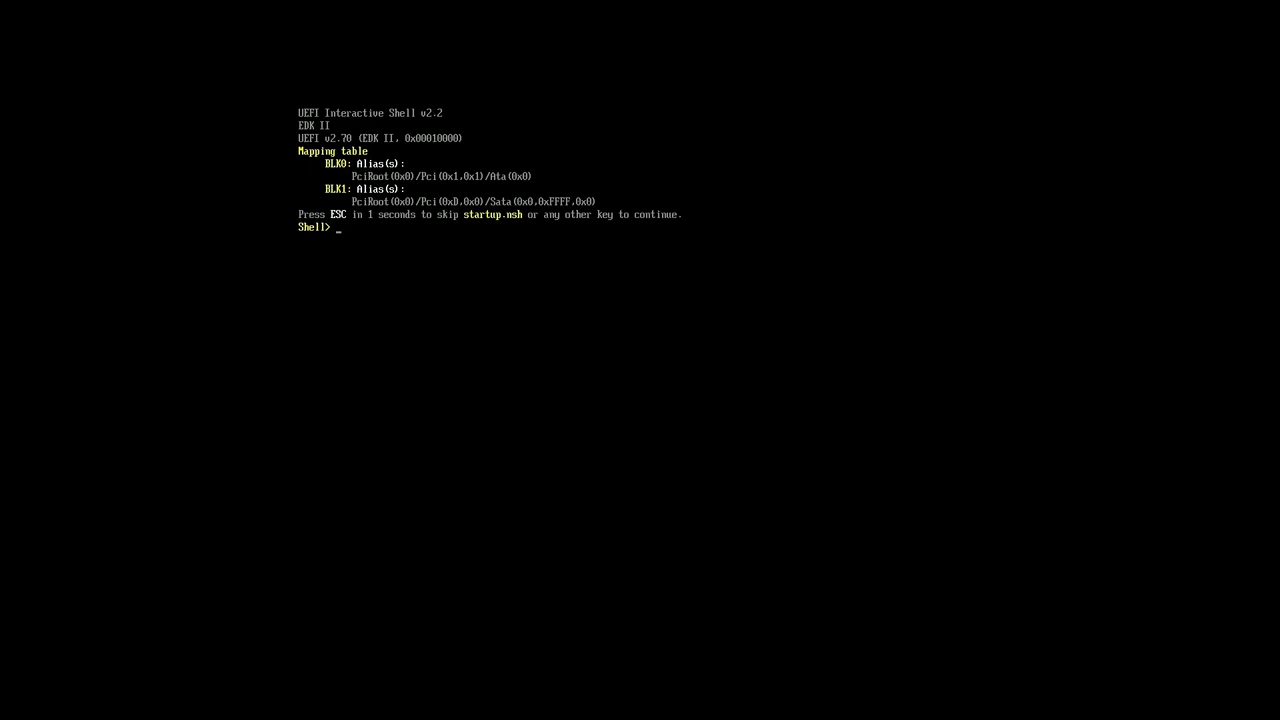 UEFI Interactive Shell v2.2
EDK II
UEFI v2.70 (EDK II, 0x00010000)
Mapping table
BLK0: Alias(s):
PciRoot(0x0)/Pci(0x1,0x1)/Ata(0x0)
BLK1: Alias(s):
PciRoot(0x0)/Pci(0xD,0x0)/Sata(0x0,0xFFFF,0x0)
Press ESC in 1 seconds to skip startup.nsh or any other key to continue.
Shell> _